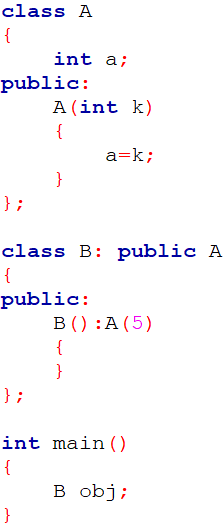 class A
{
    int a;
public:
    A(int k)
    {
        a=k;
    }
};

class B: public A
{
public:
    B():A(5)
    {
    }
};

int main()
{
    B obj;
}